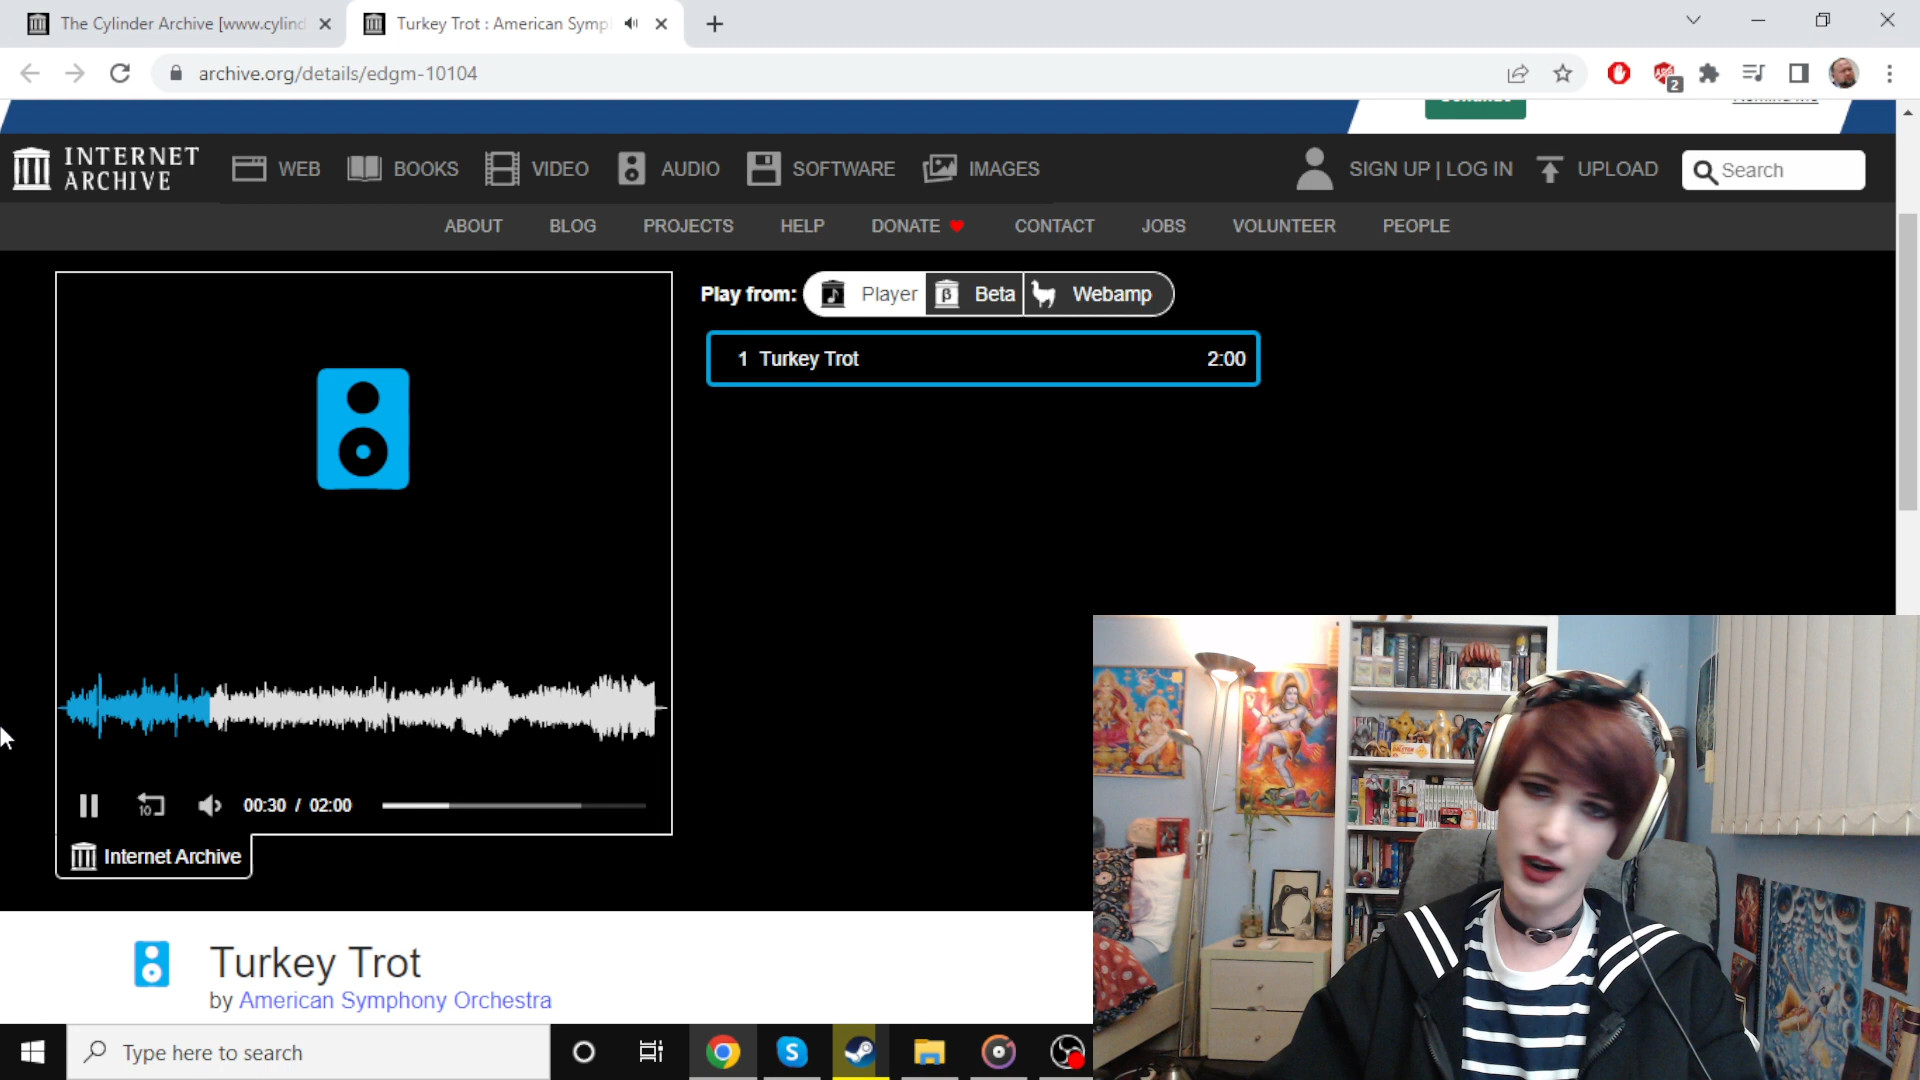 The Cylinder Archive [www.cylind
Turkey Trot : American Symp
archive.org/details/edgm-10104
2
INTERNET ARCHIVE
WEB
BOOKS
VIDEO
AUDIO
SOFTWARE
IMAGES
SIGN UP | LOG IN
UPLOAD
Search
ABOUT
BLOG
PROJECTS
HELP
DONATE
CONTACT
JOBS
VOLUNTEER
PEOPLE
Play from:
Player
β Beta
Webamp
1 Turkey Trot 2:00
10
00:30 / 02:00
Internet Archive
Turkey Trot
by American Symphony Orchestra
Type here to search